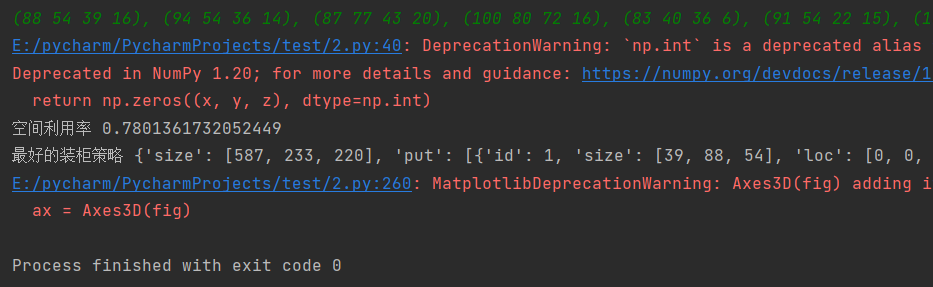 (88 54 39 16), (94 54 36 14), (87 77 43 20), (100 80 72 16), (83 40 36 6), (91 54 22 15), (1
E:/pycharm/PycharmProjects/test/2.py:40: DeprecationWarning: `np.int` is a deprecated alias
Deprecated in NumPy 1.20; for more details and guidance: https://numpy.org/devdocs/release/1
return np.zeros((x, y, z), dtype=np.int)
空间利用率 0.7801361732052449
最好的装柜策略 {'size': [587, 233, 220], 'put': [{'id': 1, 'size': [39, 88, 54], 'loc': [0, 0,
E:/pycharm/PycharmProjects/test/2.py:260: MatplotlibDeprecationWarning: Axes3D(fig) adding i
ax = Axes3D(fig)
Process finished with exit code 0